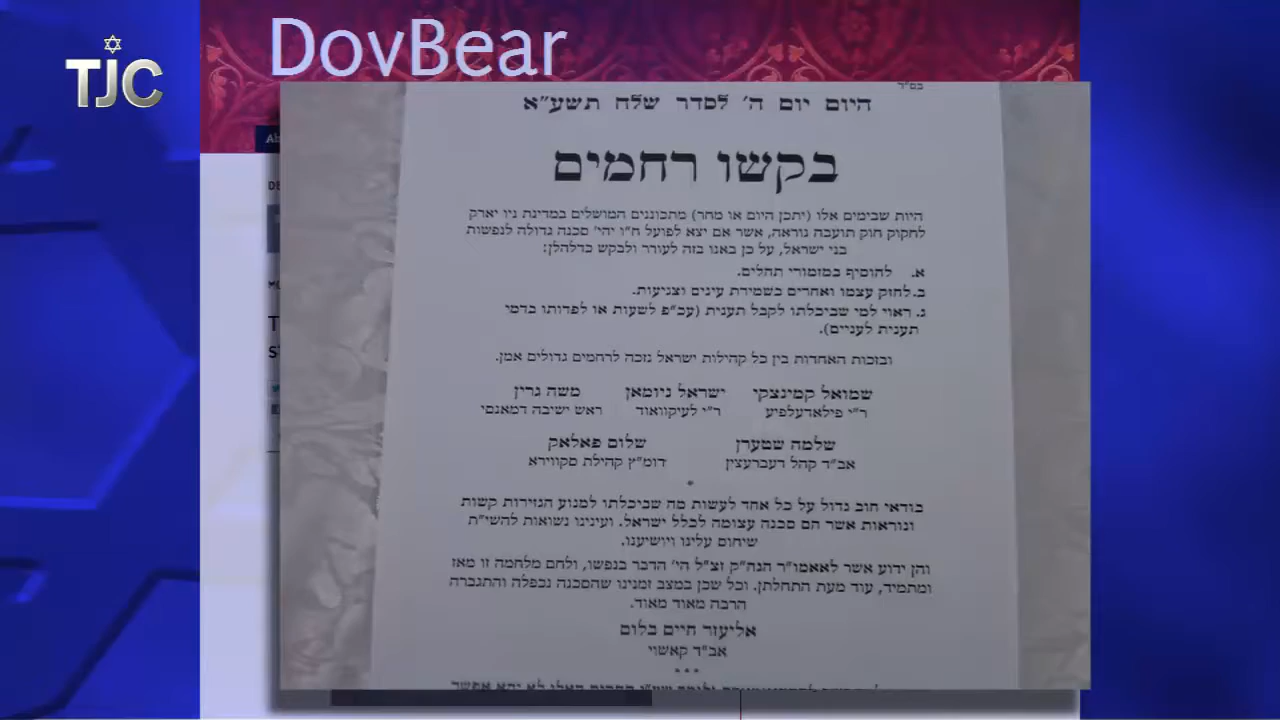 TJC
DovBear
בס"ד
היום יום ה' לסדר שלח תשע"א
בקשו רחמים
היות שבימים אלו (יתכן היום או מחר) מתכוננים המושלים במדינת ניו יארק
לחקוק חוק תועבה נוראה, אשר אם יצא לפועל ח"ו יהי' סכנה גדולה לנפשות
בני ישראל, על כן באנו בזה לעורר ולבקש כדלהלן:
א. להוסיף במזמורי תהלים.
ב. לחזק עצמו ואחרים בשמירת עינים וצניעות.
ג. ראוי למי שביכלתו לקבל תענית (עכ"פ לשעות או לפדותו בדמי
תענית לעניים).
ובזכות האחדות בין כל קהילות ישראל נזכה לרחמים גדולים אמן.
שמואל קמינצקי ישראל ניומאן משה גרין
ר"י פילאדעלפיע ר"י לעיקוואוד ראש ישיבה דמאנסי
שלמה שטערן שלום פאלאק
אב"ד קהל דעברעצין דומ"ץ קהילת סקווירא
*
בודאי חוב גדול על כל אחד לעשות מה שביכלתו למנוע הגזירות קשות
ונוראות אשר הם סכנה עצומה לכלל ישראל. ועינינו נשואות להשי"ת
שיחוס עלינו ויושיענו.
והן ידוע אשר לאאמו"ר הגה"ק זצ"ל הי' הדבר בנפשו, ולחם מלחמה זו מאז
ומתמיד, עוד מעת התחלתן. וכל שכן במצב זמנינו שהסכנה נכפלה והתגברה
הרבה מאוד מאוד.
אליעזר חיים בלום
אב"ד קאשוי
***